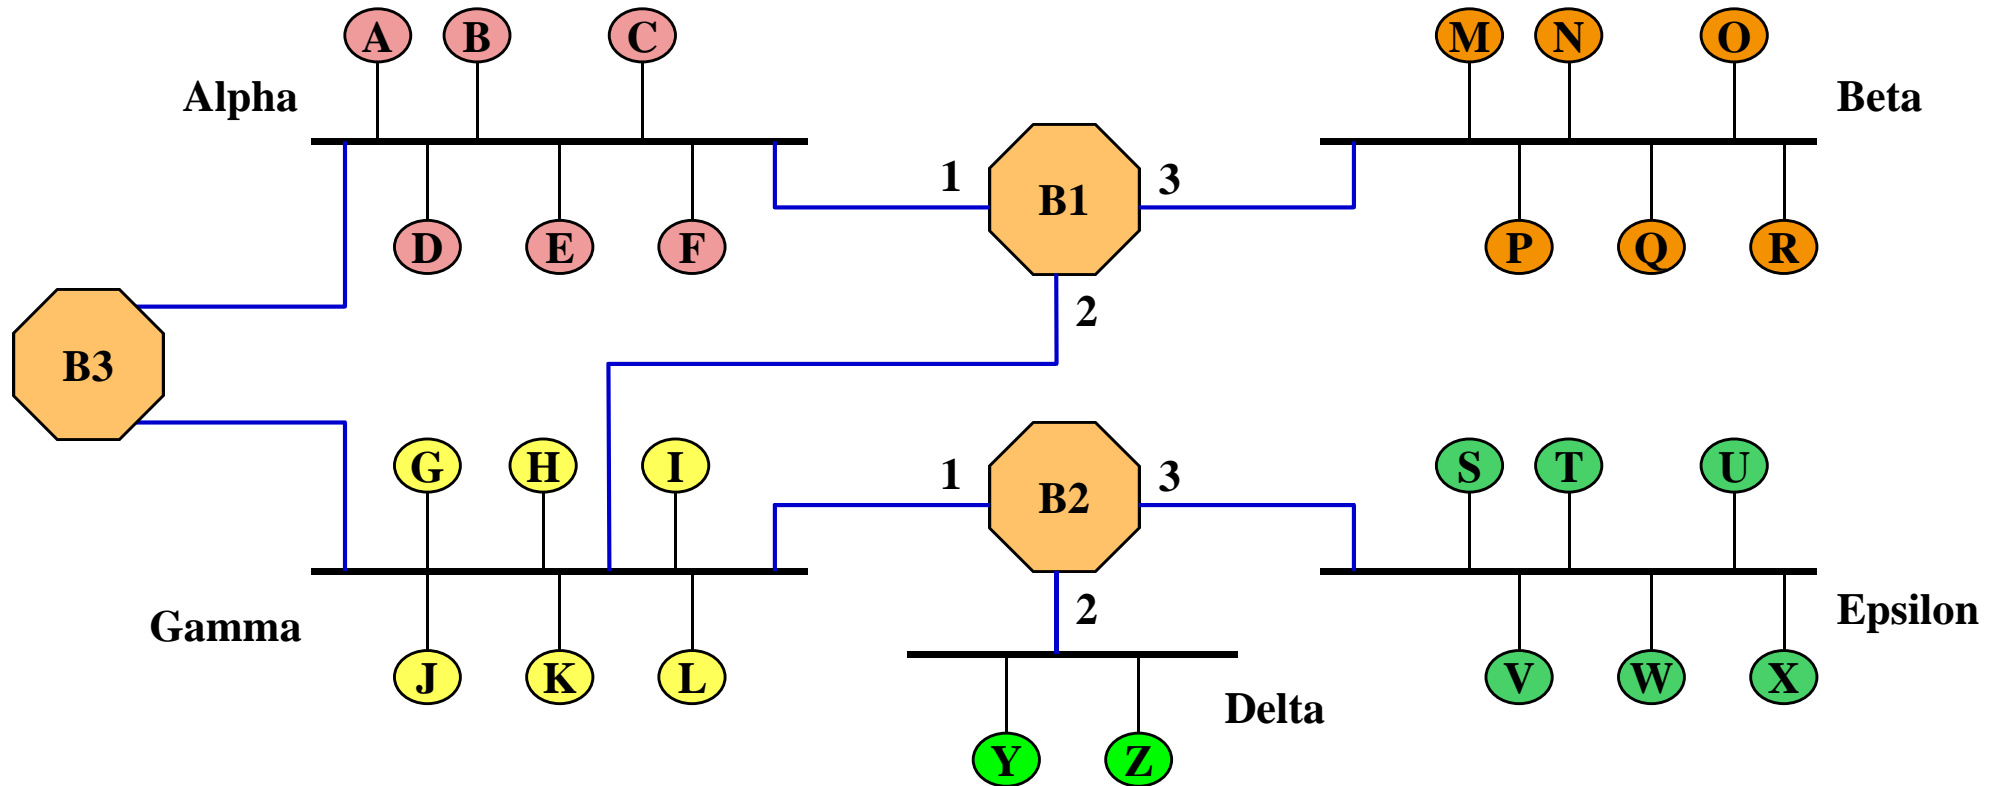 A B C
M N O
Alpha
Beta
1
B1
3
D E F
P Q R
2
B3
G H I
1
B2
3
S T U
Gamma
2
Epsilon
J K L
V W X
Delta
Y Z